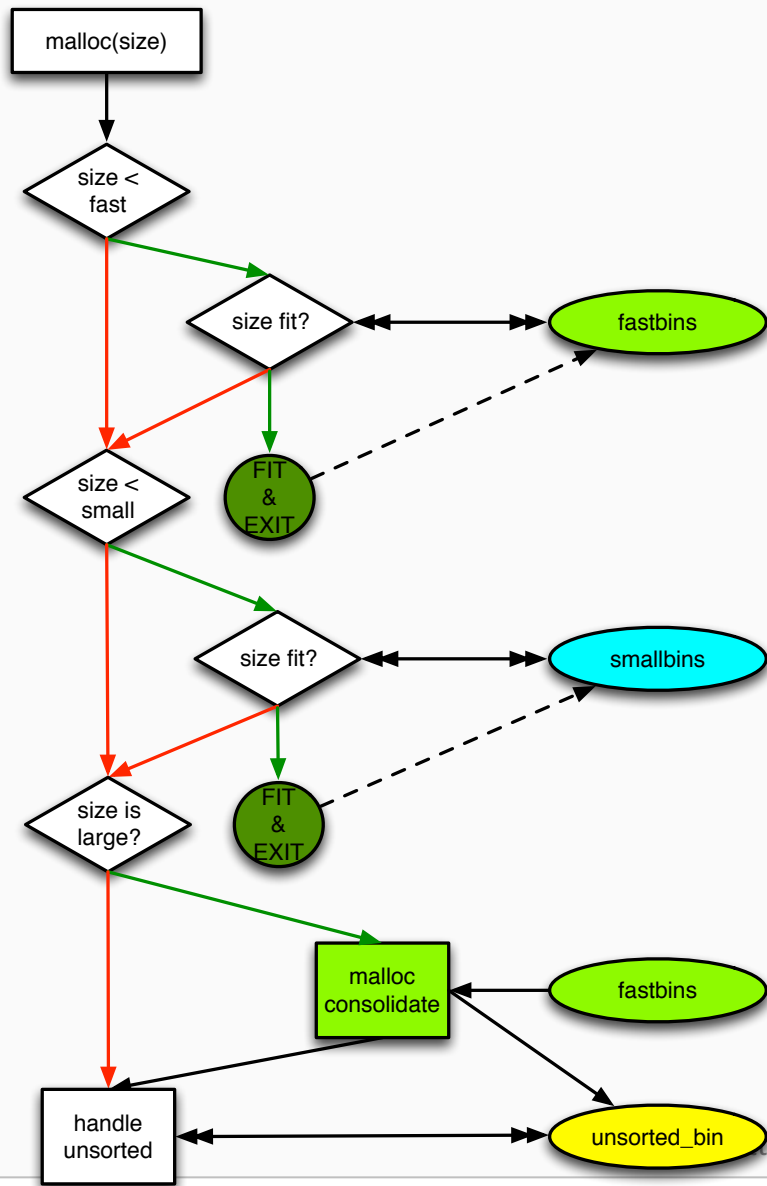 malloc(size)
size <
fast
size fit?
fastbins
FIT
&
EXIT
size <
small
size fit?
smallbins
FIT
&
EXIT
size is
large?
malloc
consolidate
fastbins
handle
unsorted
unsorted_bin